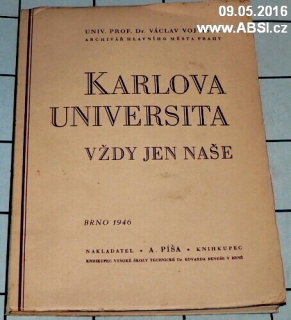 09.05.2016
www.ABSI.cz
UNIV. PROF. Dr. VÁCLAV
ARCHIVÁŘ HLAVNÍHO MĚSTA PRAHY
KARLOVA
UNIVERSITA
VŽDY JEN NAŠE
BRNO 1946
NAKLADATEL • A. PÍŠA • KNIHKUPEC
KNIHKUPEC VYSOKÉ ŠKOLY TECHNICKÉ Dr. EDVARDA BENEŠE V BRNĚ